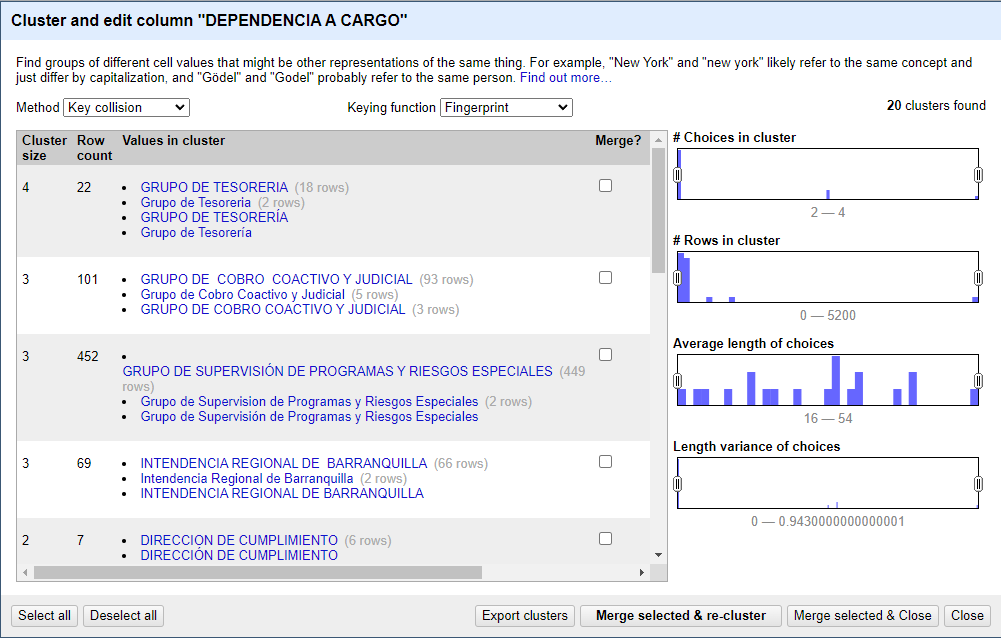 Cluster and edit column "DEPENDENCIA A CARGO"
Find groups of different cell values that might be other representations of the same thing. For example, "New York" and "new york" likely refer to the same concept and
just differ by capitalization, and "Gödel" and "Godel" probably refer to the same person. Find out more…
Method Key collision Keying function Fingerprint 20 clusters found
Cluster size Row count Values in cluster Merge?
4 22 • GRUPO DE TESORERIA (18 rows)
• Grupo de Tesoreria (2 rows)
• GRUPO DE TESORERÍA
• Grupo de Tesorería
3 101 • GRUPO DE  COBRO  COACTIVO Y JUDICIAL (93 rows)
• Grupo de Cobro Coactivo y Judicial (5 rows)
• GRUPO DE COBRO COACTIVO Y JUDICIAL (3 rows)
3 452 •
GRUPO DE SUPERVISIÓN DE PROGRAMAS Y RIESGOS ESPECIALES (449
rows)
• Grupo de Supervision de Programas y Riesgos Especiales (2 rows)
• Grupo de Supervisión de Programas y Riesgos Especiales
3 69 • INTENDENCIA REGIONAL DE  BARRANQUILLA (66 rows)
• Intendencia Regional de Barranquilla (2 rows)
• INTENDENCIA REGIONAL DE BARRANQUILLA
2 7 • DIRECCION DE CUMPLIMIENTO (6 rows)
• DIRECCIÓN DE CUMPLIMIENTO
# Choices in cluster
2 — 4
# Rows in cluster
0 — 5200
Average length of choices
16 — 54
Length variance of choices
0 — 0.9430000000000001
Select all Deselect all Export clusters Merge selected & re-cluster Merge selected & Close Close